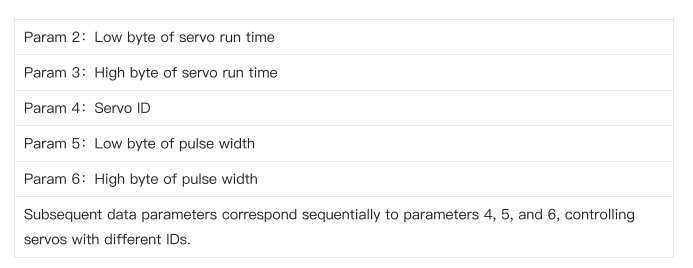 Param 2：Low byte of servo run time
Param 3：High byte of servo run time
Param 4：Servo ID
Param 5：Low byte of pulse width
Param 6：High byte of pulse width
Subsequent data parameters correspond sequentially to parameters 4, 5, and 6, controlling
servos with different IDs.